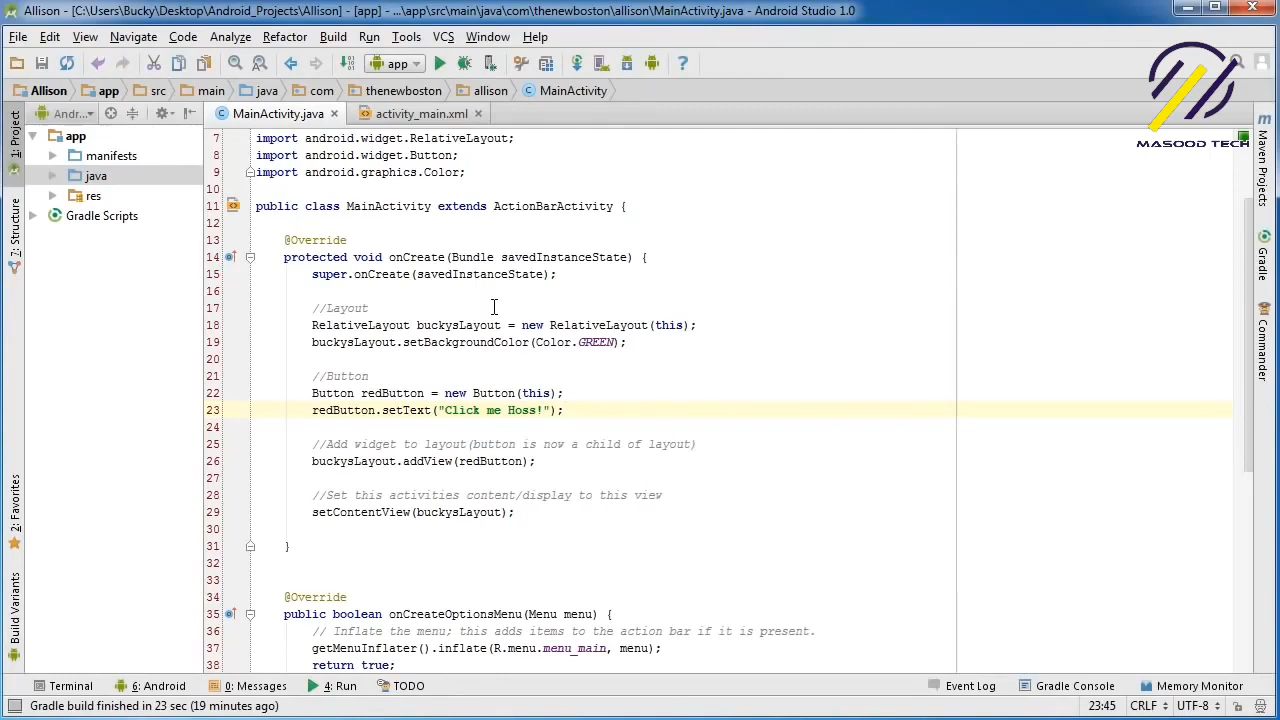 Allison - [C:\Users\Bucky\Desktop\Android_Projects\Allison] - [app] - ...\app\src\main\java\com\thenewboston\allison\MainActivity.java - Android Studio 1.0
File Edit View Navigate Code Analyze Refactor Build Run Tools VCS Window Help
app
Allison app src main java com thenewboston allison MainActivity
MASOOD TECH
Andr... MainActivity.java activity_main.xml
1: Project
7: Structure
2: Favorites
Build Variants
app
manifests
java
res
Gradle Scripts
7 import android.widget.RelativeLayout;
8 import android.widget.Button;
9 import android.graphics.Color;
10
11 public class MainActivity extends ActionBarActivity {
12
13 @Override
14 protected void onCreate(Bundle savedInstanceState) {
15 super.onCreate(savedInstanceState);
16
17 //Layout
18 RelativeLayout buckysLayout = new RelativeLayout(this);
19 buckysLayout.setBackgroundColor(Color.GREEN);
20
21 //Button
22 Button redButton = new Button(this);
23 redButton.setText("Click me Hoss!");
24
25 //Add widget to layout(button is now a child of layout)
26 buckysLayout.addView(redButton);
27
28 //Set this activities content/display to this view
29 setContentView(buckysLayout);
30
31 }
32
33
34 @Override
35 public boolean onCreateOptionsMenu(Menu menu) {
36 // Inflate the menu; this adds items to the action bar if it is present.
37 getMenuInflater().inflate(R.menu.menu_main, menu);
38 return true;
m Maven Projects
Gradle
Commander
Terminal 6: Android 0: Messages 4: Run TODO Event Log Gradle Console Memory Monitor
Gradle build finished in 23 sec (19 minutes ago) 23:45 CRLF UTF-8